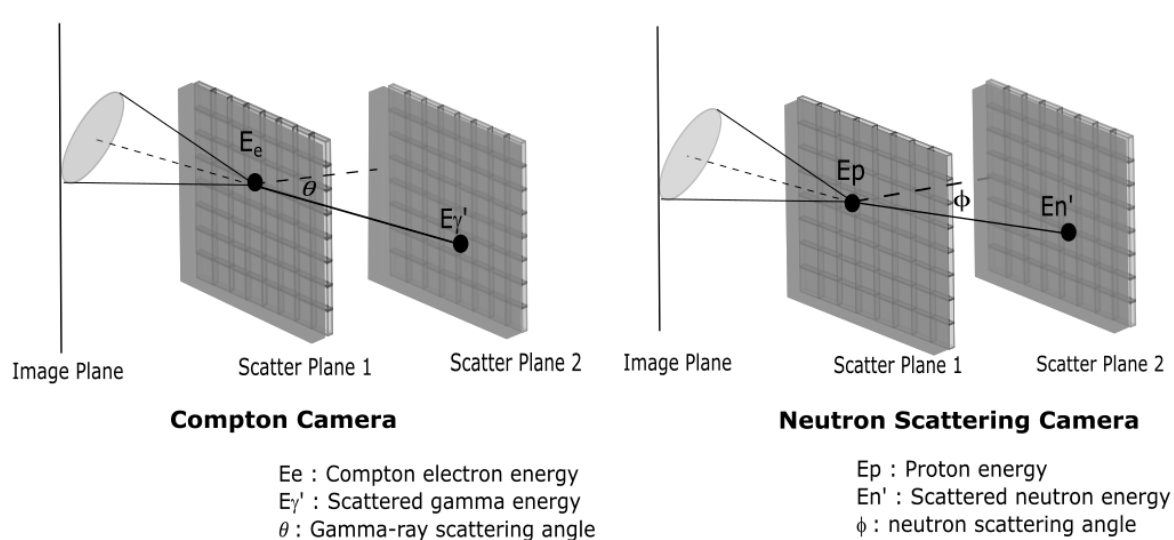 E_e
θ
Eγ'
Image Plane
Scatter Plane 1
Scatter Plane 2
Compton Camera
Ee : Compton electron energy
Eγ' : Scattered gamma energy
θ : Gamma-ray scattering angle
Ep
ϕ
En'
Image Plane
Scatter Plane 1
Scatter Plane 2
Neutron Scattering Camera
Ep : Proton energy
En' : Scattered neutron energy
ϕ : neutron scattering angle